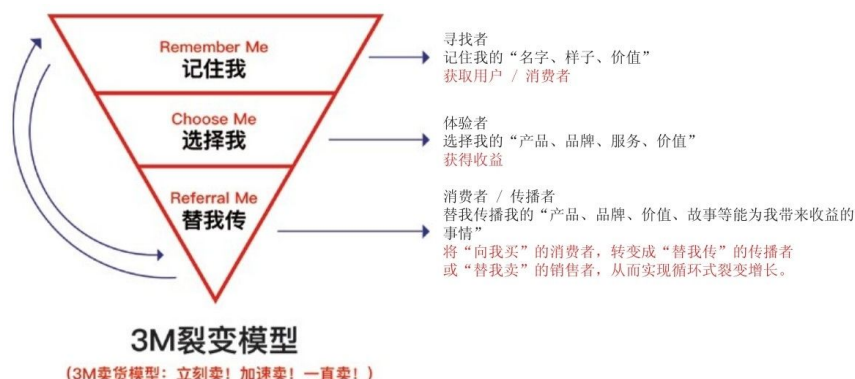 Remember Me
记住我
寻找者
记住我的“名字、样子、价值”
获取用户 / 消费者
Choose Me
选择我
体验者
选择我的“产品、品牌、服务、价值”
获得收益
Referral Me
替我传
消费者 / 传播者
替我传播我的“产品、品牌、价值、故事等能为我带来收益的
事情”
将“向我买”的消费者，转变成“替我传”的传播者
或“替我卖”的销售者，从而实现循环式裂变增长。
3M裂变模型
（3M卖货模型：立刻卖！加速卖！一直卖！）